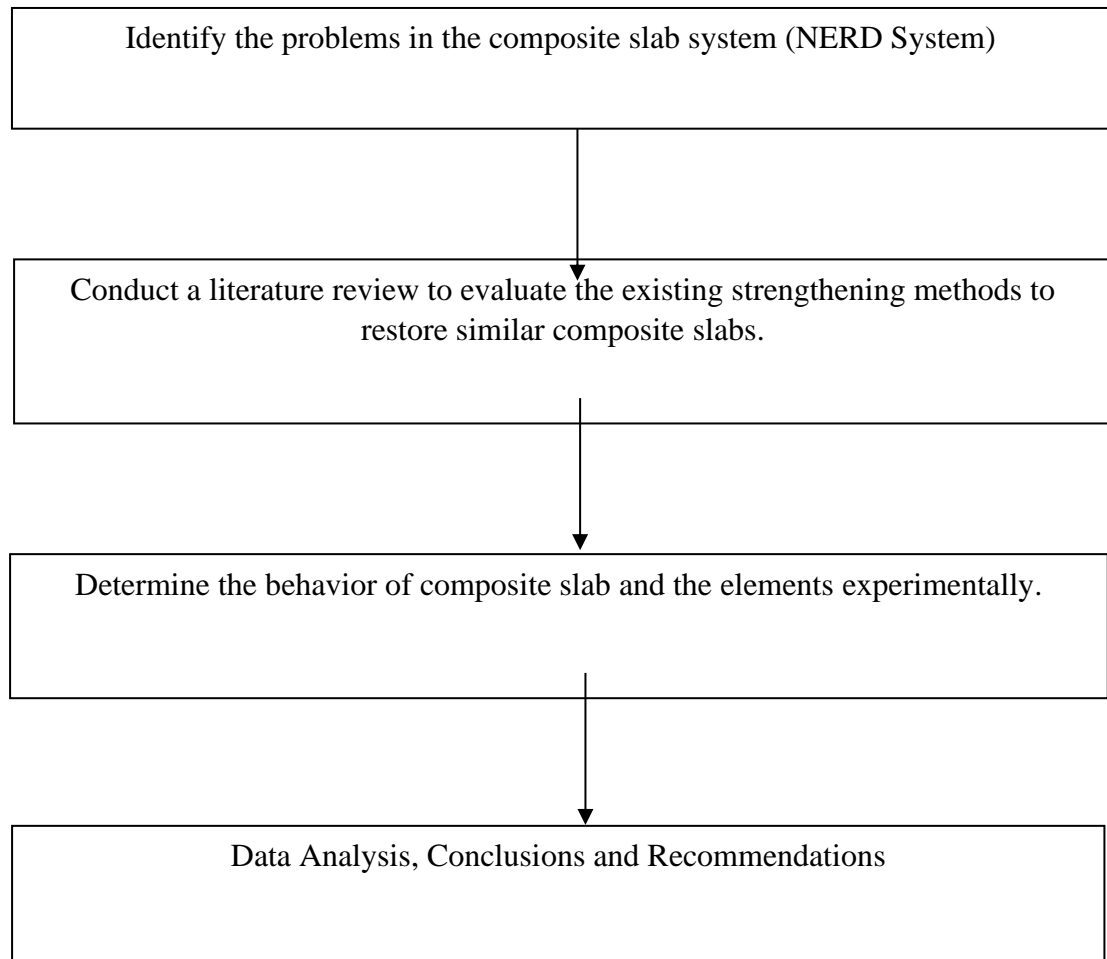 Identify the problems in the composite slab system (NERD System)
Conduct a literature review to evaluate the existing strengthening methods to
restore similar composite slabs.
Determine the behavior of composite slab and the elements experimentally.
Data Analysis, Conclusions and Recommendations